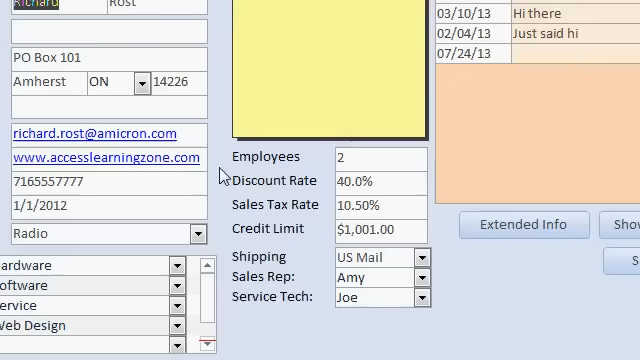 Richard
Rost
PO Box 101
Amherst ON 14226
richard.rost@amicron.com
www.accesslearningzone.com
7165557777
1/1/2012
Radio
ardware
oftware
ervice
Web Design
Employees 2
Discount Rate 40.0%
Sales Tax Rate 10.50%
Credit Limit $1,001.00
Shipping US Mail
Sales Rep: Amy
Service Tech: Joe
03/10/13 Hi there
02/04/13 Just said hi
07/24/13
Extended Info
Show
S